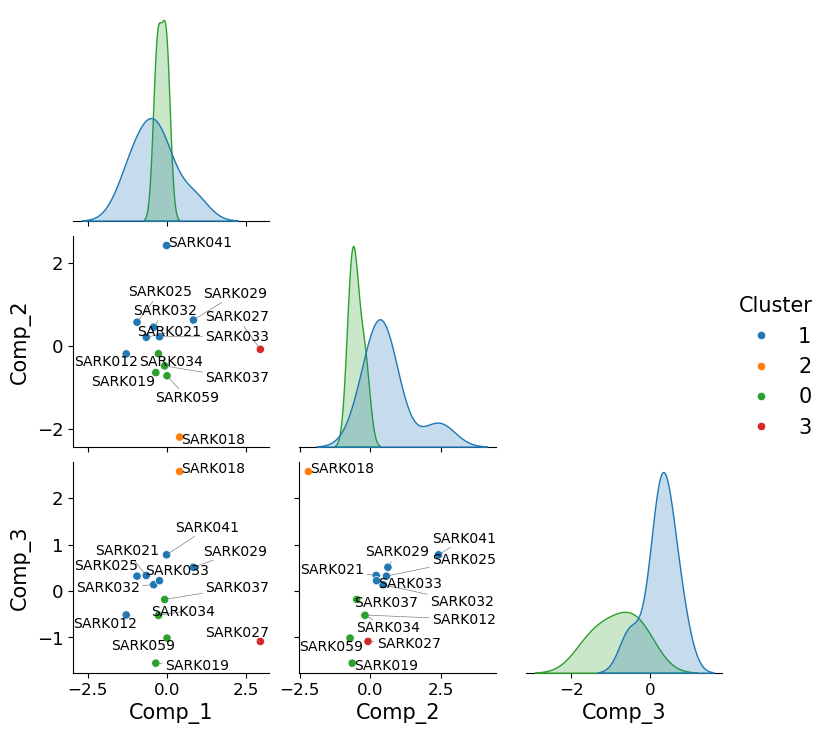 SARK041
SARK025
SARK029
SARK032
SARK027
SARK021
SARK033
SARK012
SARK034
SARK019
SARK037
SARK059
SARK018
2
0
−2
Comp_2
Cluster
1
2
0
3
SARK018
SARK041
SARK021
SARK029
SARK025
SARK033
SARK032
SARK037
SARK034
SARK012
SARK027
SARK059
SARK019
2
1
0
−1
Comp_3
−2.5
0.0
2.5
Comp_1
SARK018
SARK041
SARK029
SARK025
SARK021
SARK033
SARK032
SARK037
SARK012
SARK034
SARK059
SARK027
SARK019
−2.5
0.0
2.5
Comp_2
−2
0
Comp_3